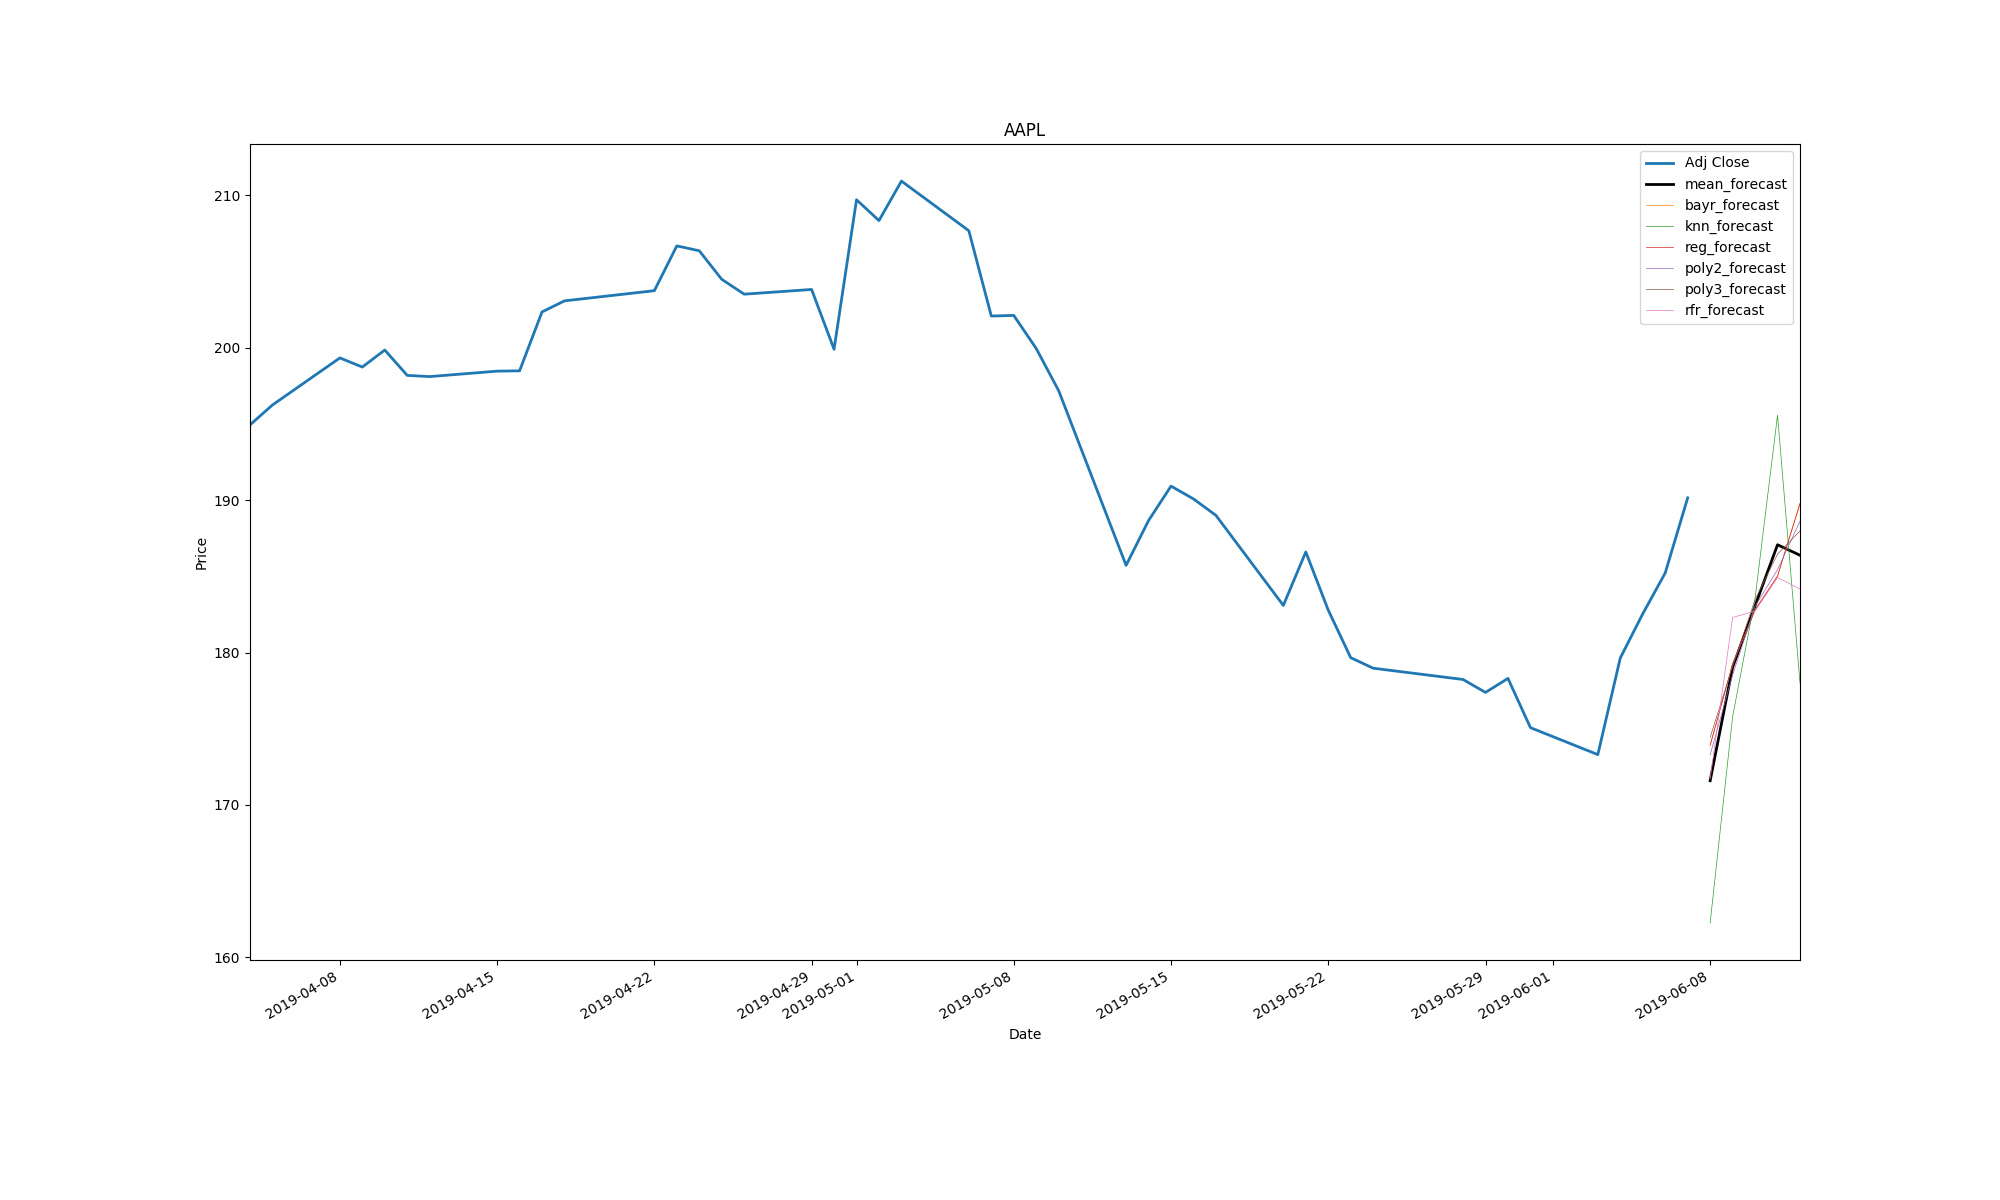 AAPL
Adj Close
mean_forecast
bayr_forecast
knn_forecast
reg_forecast
poly2_forecast
poly3_forecast
rfr_forecast
210
200
190
180
170
160
Price
2019-04-08
2019-04-15
2019-04-22
2019-04-29
2019-05-01
2019-05-08
2019-05-15
2019-05-22
2019-05-29
2019-06-01
2019-06-08
Date